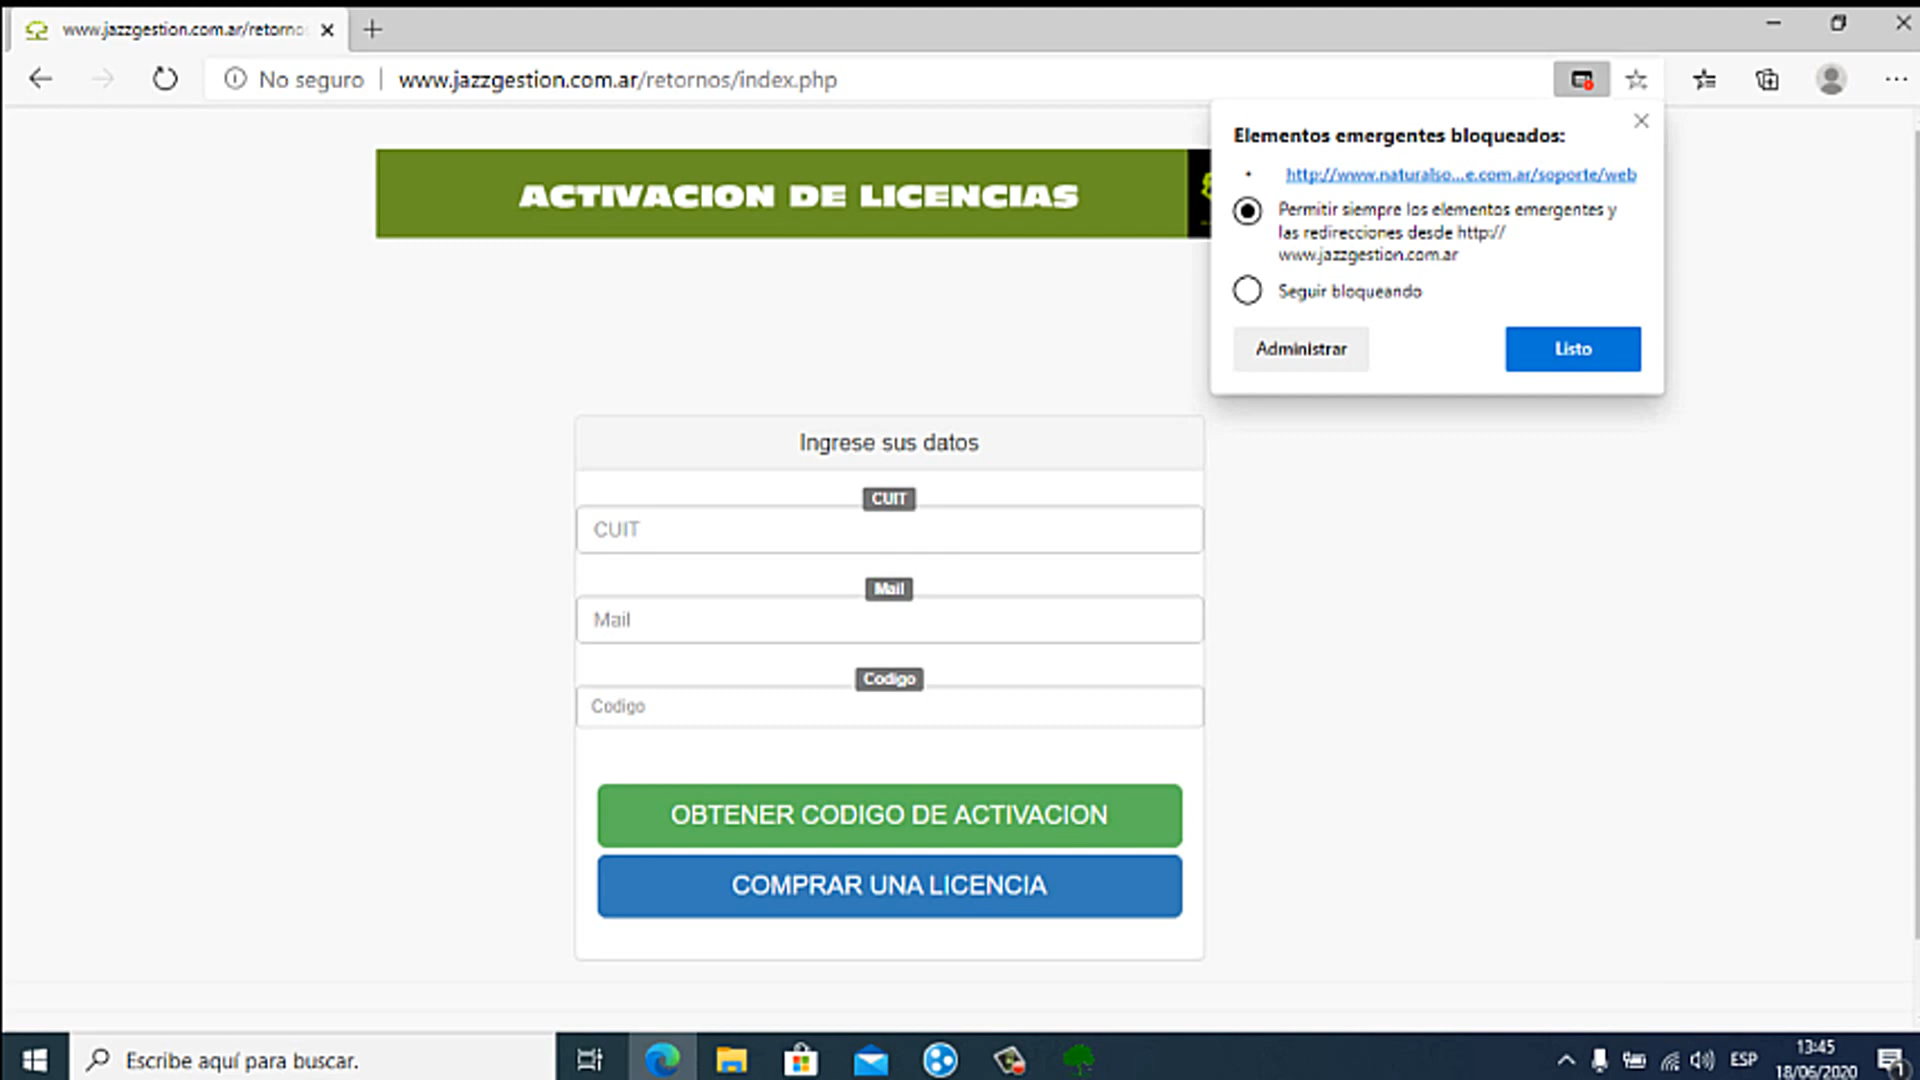 www.jazzgestion.com.ar/retorno
No seguro | www.jazzgestion.com.ar/retornos/index.php
Elementos emergentes bloqueados:
http://www.naturalso...e.com.ar/soporte/web
Permitir siempre los elementos emergentes y
las redirecciones desde http://
www.jazzgestion.com.ar
Seguir bloqueando
Administrar
Listo
ACTIVACION DE LICENCIAS
Ingrese sus datos
CUIT
CUIT
Mail
Mail
Codigo
Codigo
OBTENER CODIGO DE ACTIVACION
COMPRAR UNA LICENCIA
Escribe aquí para buscar.
ESP
13:45
18/06/2020
1